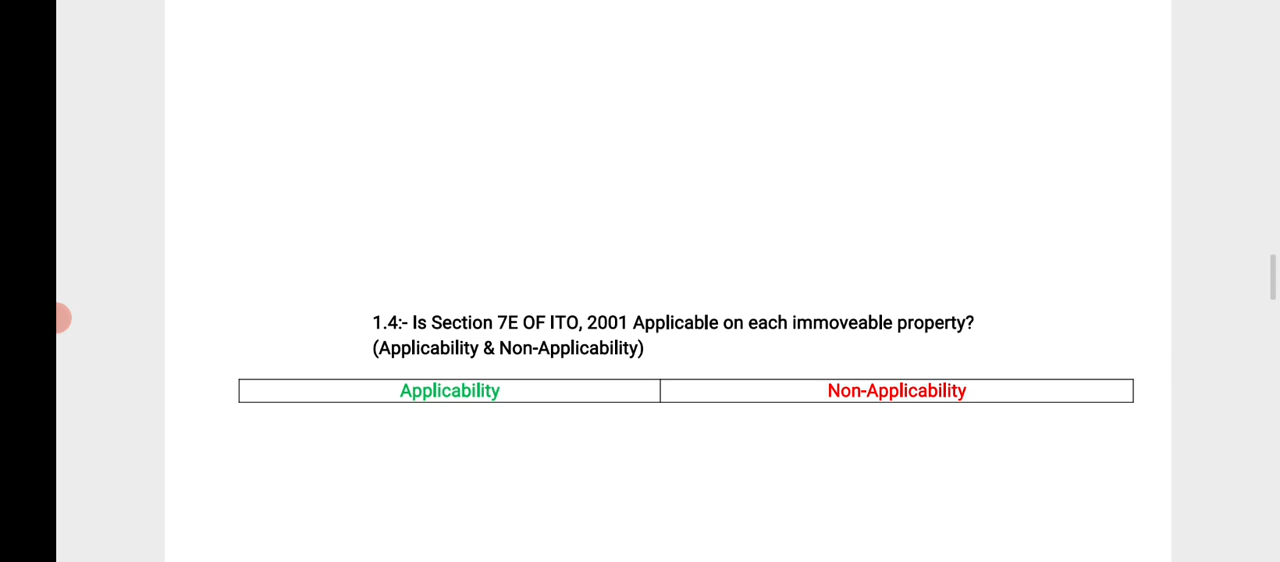 1.4:- Is Section 7E OF ITO, 2001 Applicable on each immoveable property?
(Applicability & Non-Applicability)
Applicability
Non-Applicability